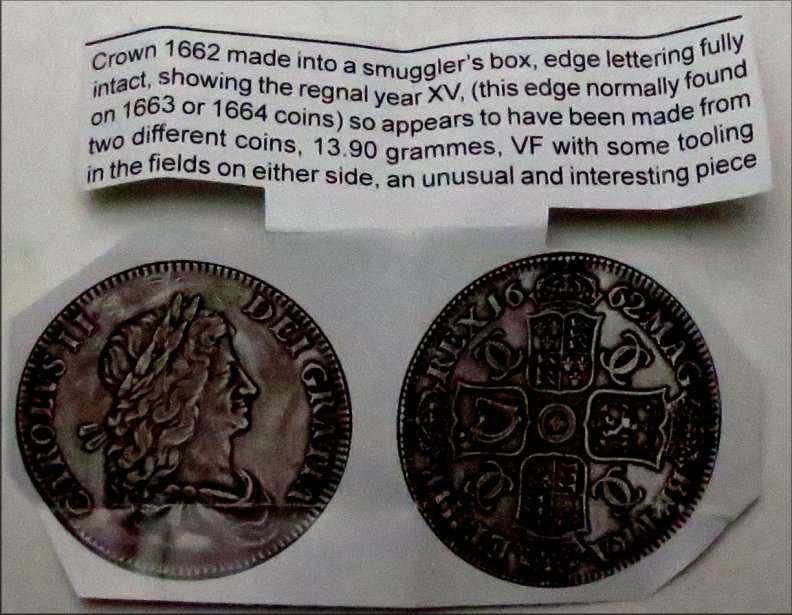 Crown 1662 made into a smuggler's box, edge lettering fully
intact, showing the regnal year XV, (this edge normally found
on 1663 or 1664 coins) so appears to have been made from
two different coins, 13.90 grammes, VF with some tooling
in the fields on either side, an unusual and interesting piece
CAROLVS II DEI GRATIA
REX 16 62 MAG